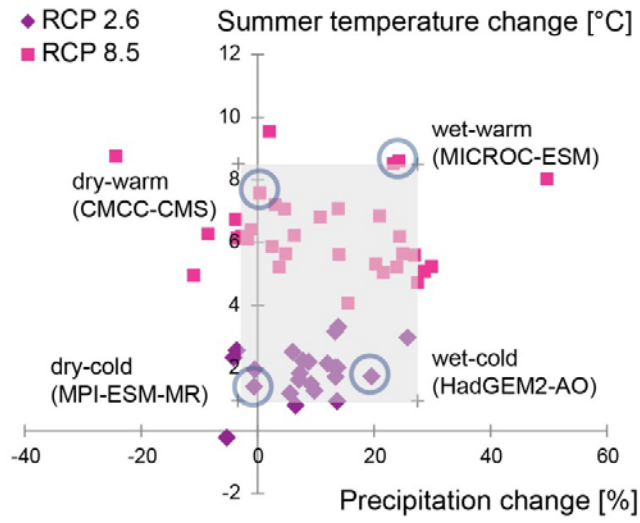 RCP 2.6
RCP 8.5
Summer temperature change [°C]
12
10
8
6
4
2
0
-2
-40
-20
0
20
40
60
wet-warm
(MICROC-ESM)
dry-warm
(CMCC-CMS)
dry-cold
(MPI-ESM-MR)
wet-cold
(HadGEM2-AO)
Precipitation change [%]